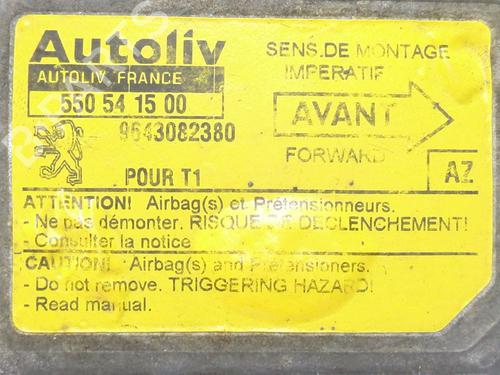 Autoliv
AUTOLIV FRANCE
550 54 15 00
9643082380
POUR T1
SENS.DE MONTAGE
IMPERATIF
AVANT
FORWARD
AZ
ATTENTION! Airbag(s) et Prétensionneurs.
- Ne pas démonter. RISQUE DE DECLENCHEMENT!
- Consulter la notice
CAUTION! Airbag(s) and Pretensioners.
- Do not remove. TRIGGERING HAZARD!
- Read manual.